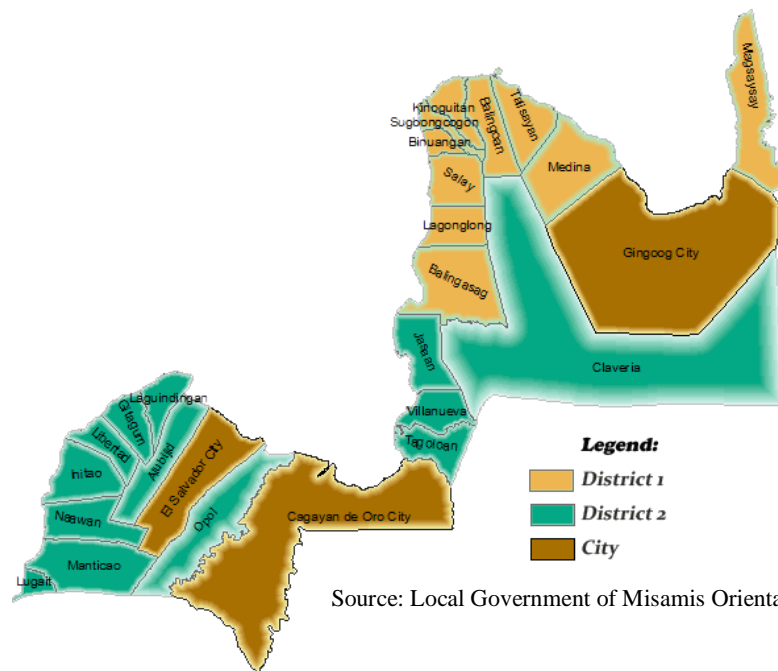 Magsaysay
Kinoguitan
Sugbongcogon
Binuangan
Balingoan
Talisayan
Medina
Salay
Lagonglong
Balingasag
Gingoog City
Claveria
Jasaan
Villanueva
Tagoloan
Laguindingan
Gitagum
Libertad
Alubijid
Initao
El Salvador City
Naawan
Opol
Cagayan de Oro City
Manticao
Lugait
Legend:
District 1
District 2
City
Source: Local Government of Misamis Orienta